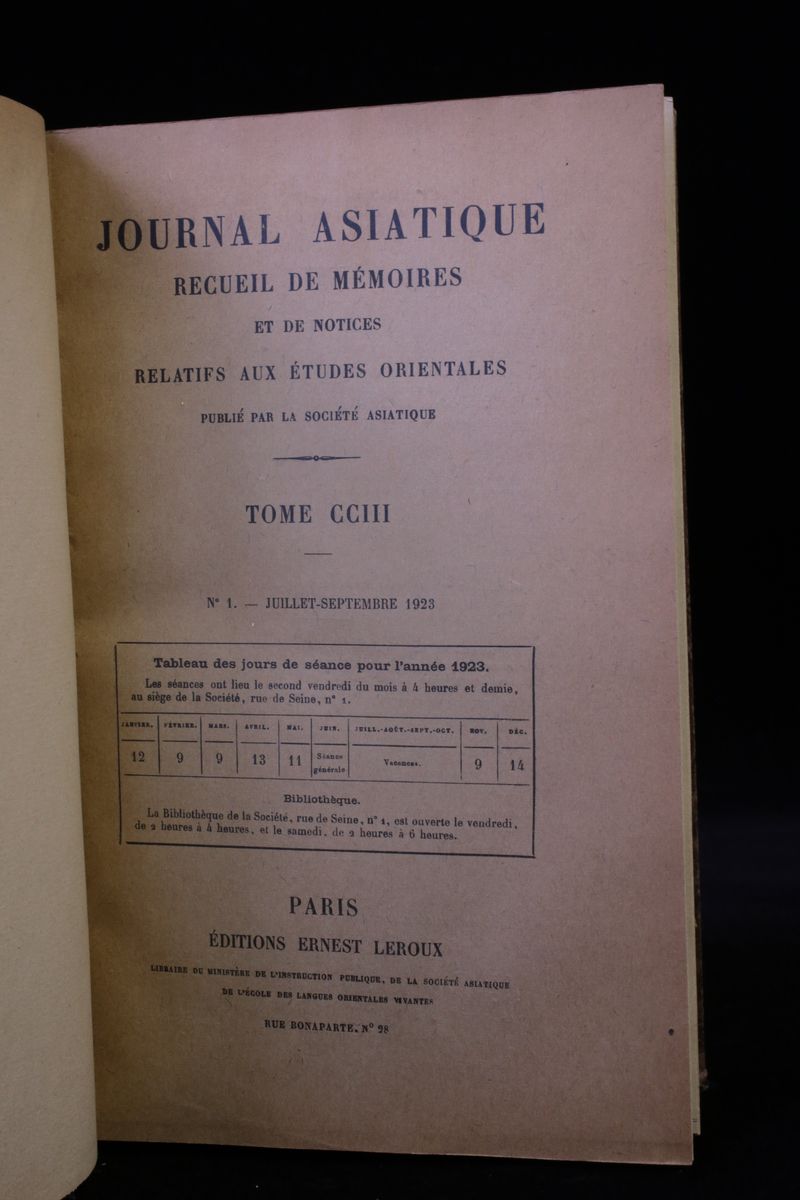 JOURNAL ASIATIQUE
RECUEIL DE MÉMOIRES
ET DE NOTICES
RELATIFS AUX ÉTUDES ORIENTALES
PUBLIÉ PAR LA SOCIÉTÉ ASIATIQUE
TOME CCIII
N° 1. — JUILLET-SEPTEMBRE 1923
Tableau des jours de séance pour l'année 1923.
Les séances ont lieu le second vendredi du mois à 4 heures et demie,
au siège de la Société, rue de Seine, n° 1.
JANVIER. FÉVRIER. MARS. AVRIL. MAI. JUIN. JUILL.-AOÛT.-SEPT.-OCT. NOV. DÉC.
12 9 9 13 11 Séance générale Vacances. 9 14
Bibliothèque.
La Bibliothèque de la Société, rue de Seine, n° 1, est ouverte le vendredi,
de 2 heures à 4 heures, et le samedi, de 2 heures à 6 heures.
PARIS
ÉDITIONS ERNEST LEROUX
LIBRAIRE DU MINISTÈRE DE L'INSTRUCTION PUBLIQUE, DE LA SOCIÉTÉ ASIATIQUE
DE L'ÉCOLE DES LANGUES ORIENTALES VIVANTES
RUE BONAPARTE, N° 28